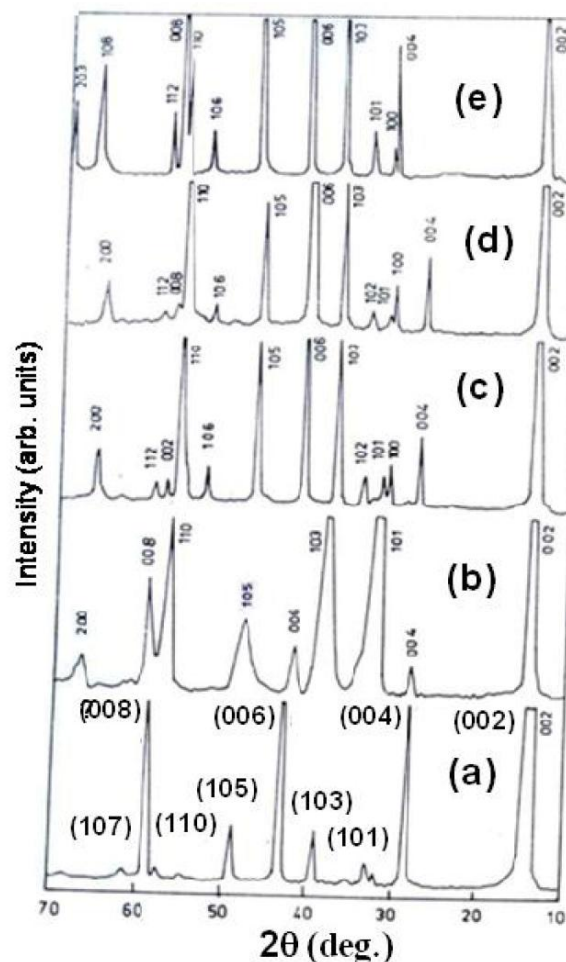 203 108 008 110 112 106 105 006 103 101 100 004 002
(e)
200 112 008 110 106 105 006 103 102 101 100 004 002
(d)
200 112 002 110 106 105 006 103 102 101 100 004 002
(c)
200 008 110 105 006 103 101 004 002
(b)
(008) (006) (004) (002) 002
(a)
(107) (110) (105) (103) (101)
70 60 50 40 30 20 10
2θ (deg.)
Intensity (arb. units)